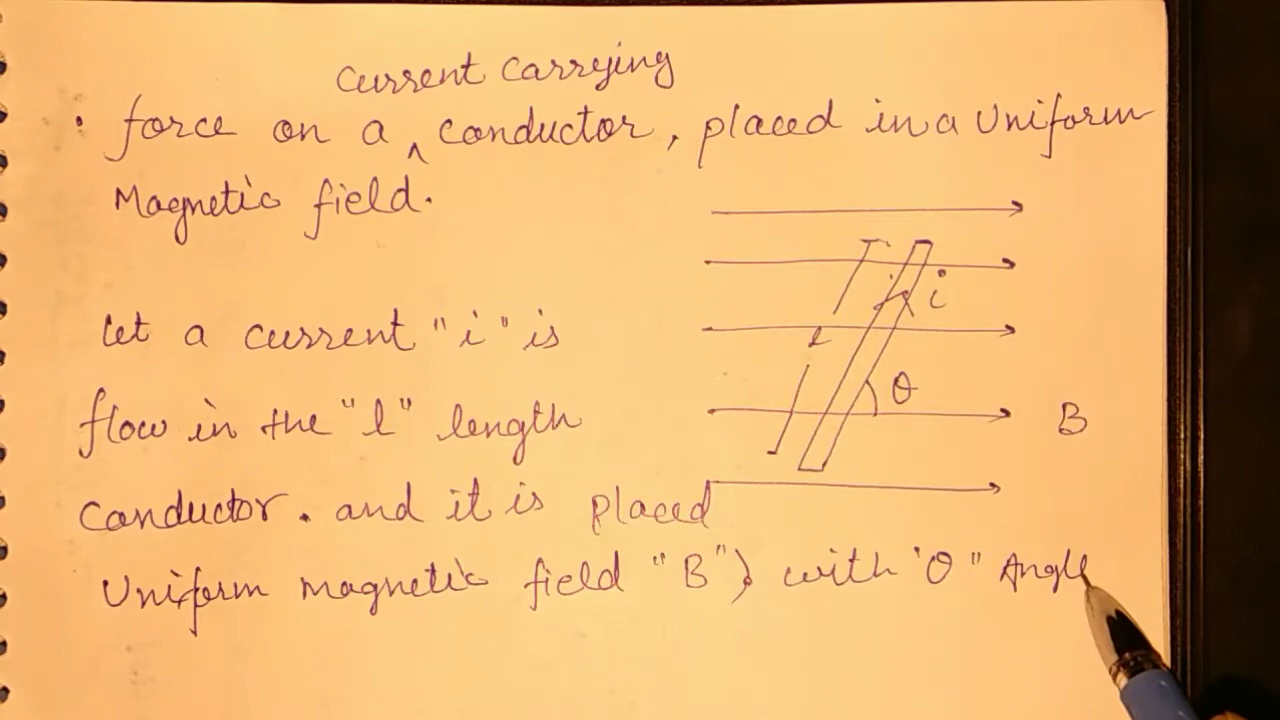 Current Carrying
• force on a ^ conductor, placed in a Uniform
Magnetic field.
i
l
θ
B
Let a current "i" is
flow in the "l" length
Conductor. and it is placed
Uniform magnetic field "B") with 'θ" Angle